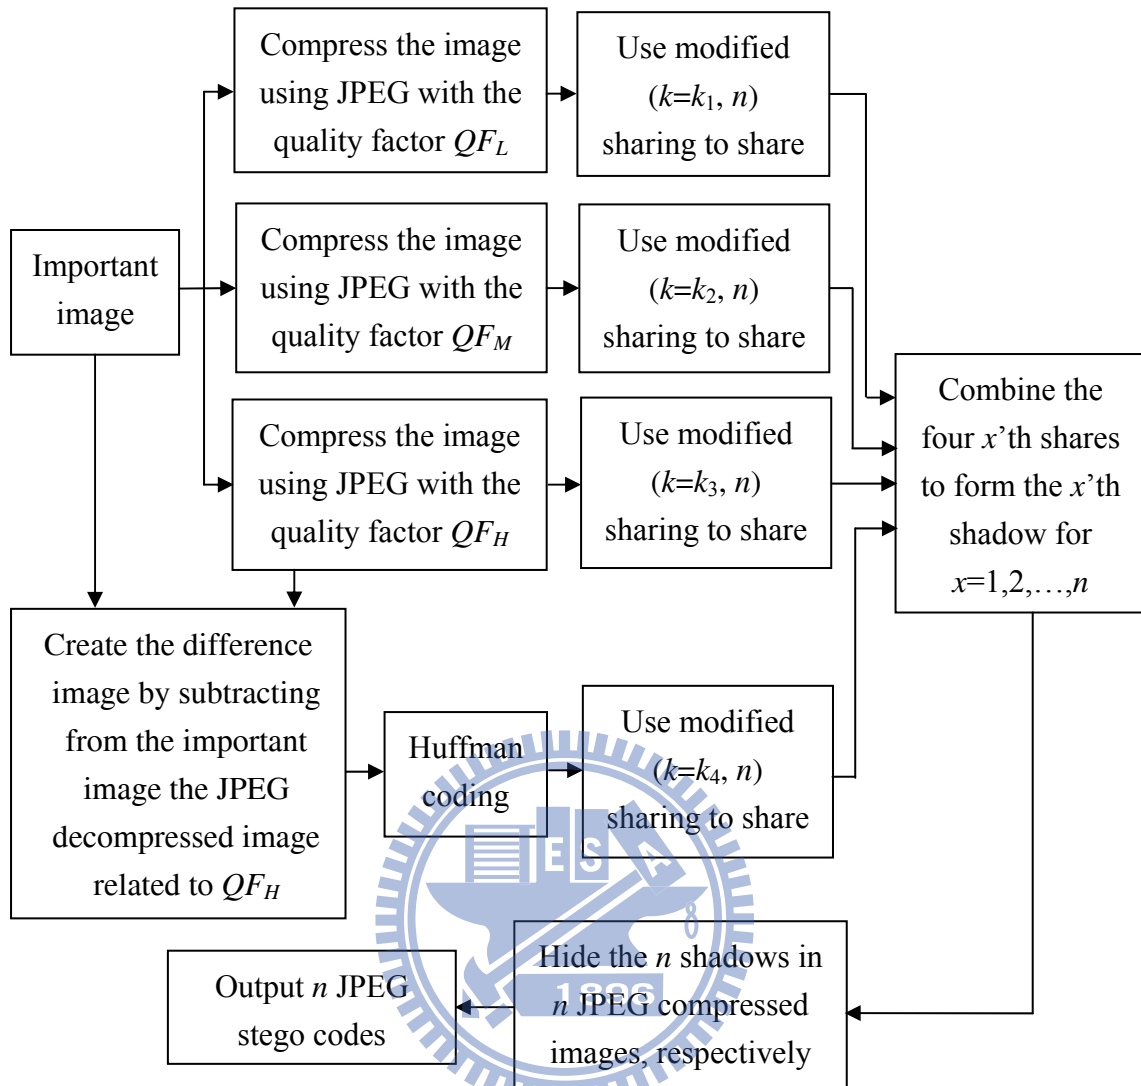 Compress the image
using JPEG with the
quality factor QF_L
Use modified
(k=k_1, n)
sharing to share
Important
image
Compress the image
using JPEG with the
quality factor QF_M
Use modified
(k=k_2, n)
sharing to share
Compress the image
using JPEG with the
quality factor QF_H
Use modified
(k=k_3, n)
sharing to share
Combine the
four x’th shares
to form the x’th
shadow for
x=1,2,…,n
Create the difference
image by subtracting
from the important
image the JPEG
decompressed image
related to QF_H
Huffman
coding
Use modified
(k=k_4, n)
sharing to share
E S A
1896
Hide the n shadows in
n JPEG compressed
images, respectively
Output n JPEG
stego codes